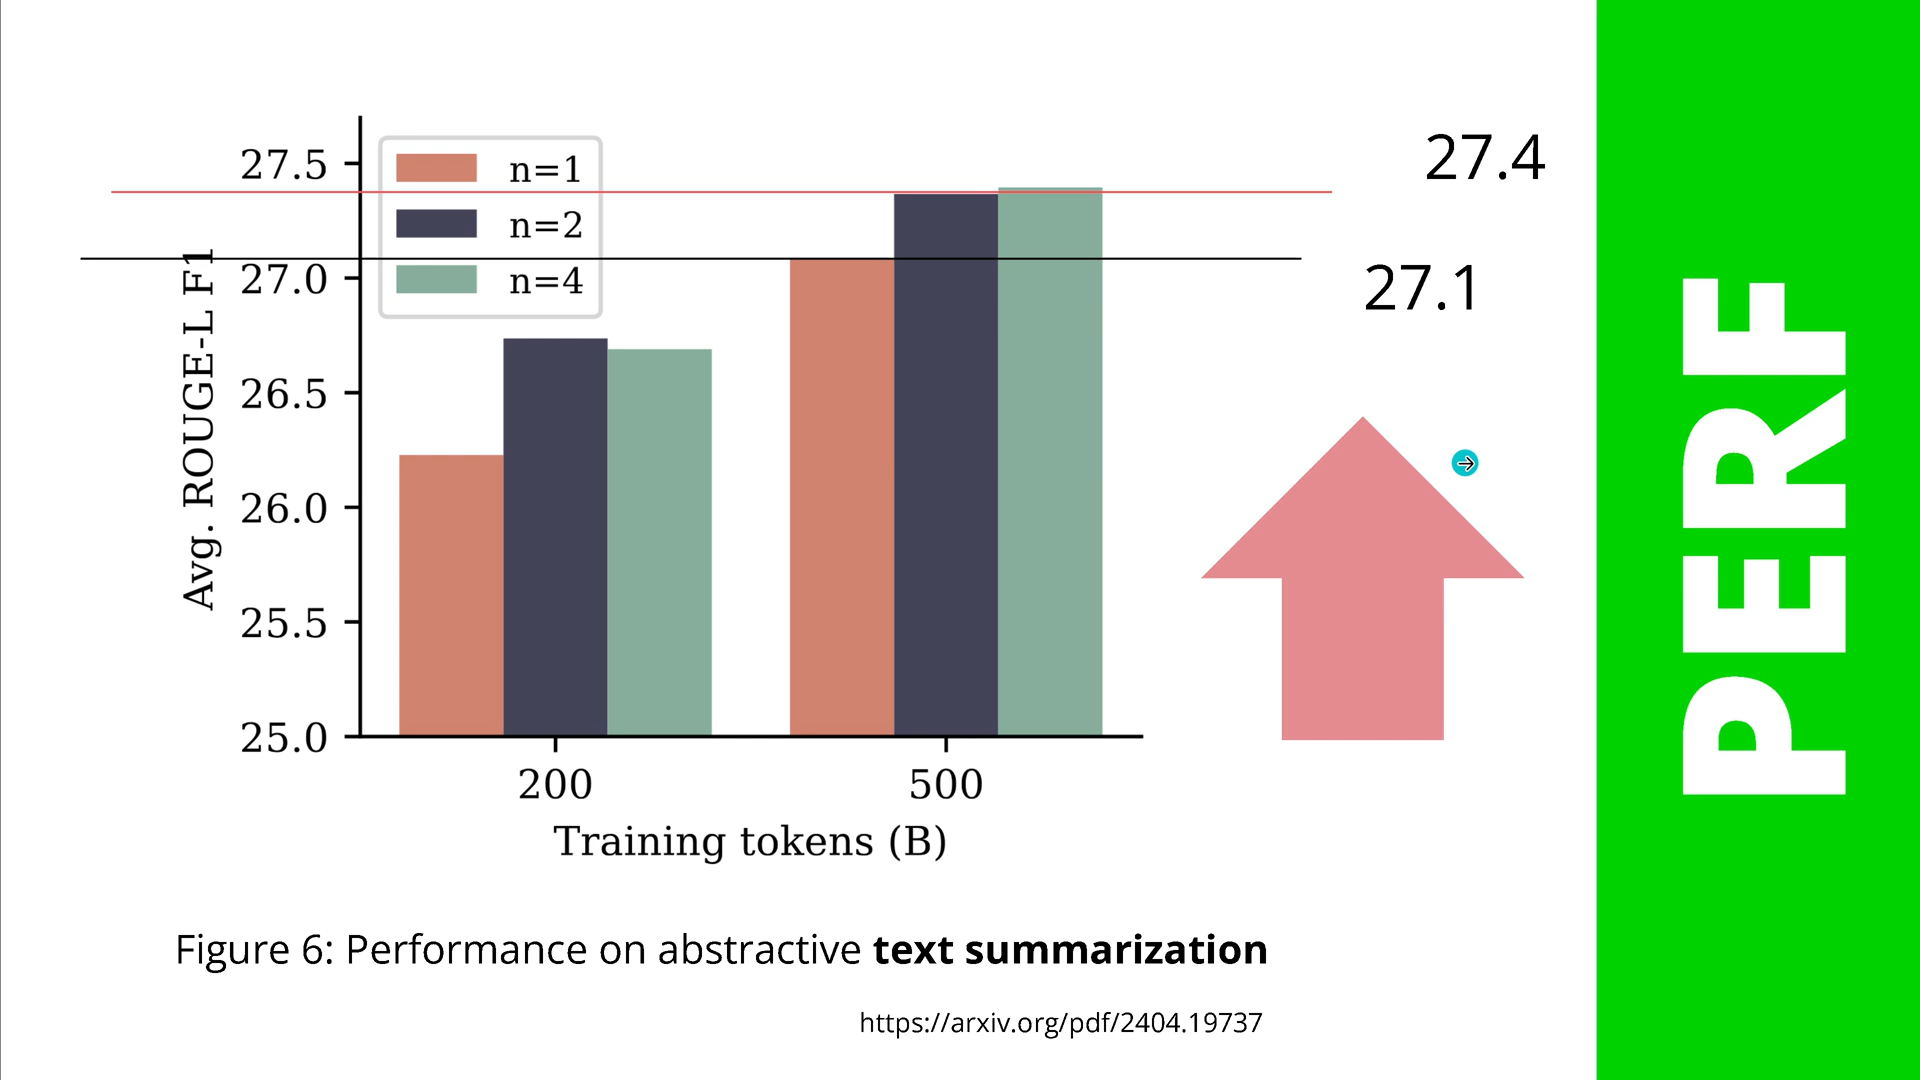 27.5
27.0
26.5
26.0
25.5
25.0
Avg. ROUGE-L F1
n=1
n=2
n=4
200
500
Training tokens (B)
27.4
27.1
PERF
Figure 6: Performance on abstractive text summarization
https://arxiv.org/pdf/2404.19737